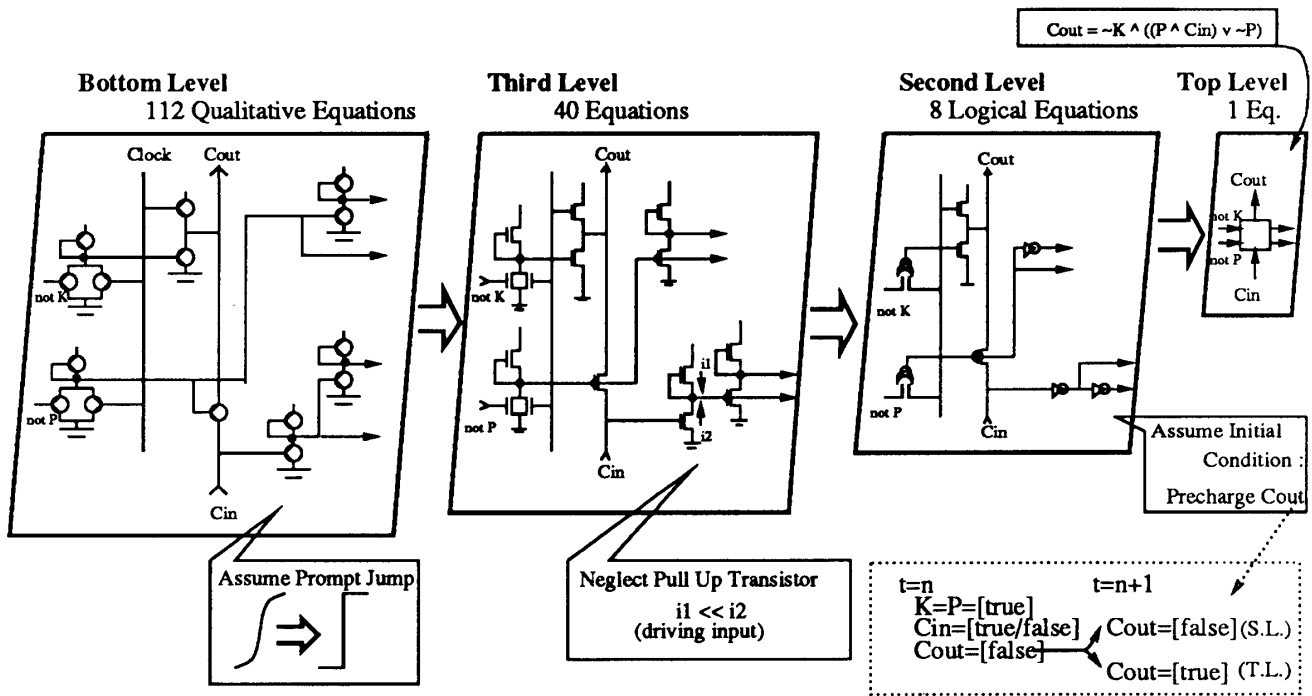 Cout = ~K ^ ((P ^ Cin) v ~P)
Bottom Level
112 Qualitative Equations
Third Level
40 Equations
Second Level
8 Logical Equations
Top Level
1 Eq.
Clock
Cout
not K
not P
Cin
Cout
not K
not P
i1
i2
Cin
Cout
not K
not P
Cin
Cout
not K
not P
Cin
Assume Prompt Jump
Neglect Pull Up Transistor
i1 << i2
(driving input)
Assume Initial
Condition :
Precharge Cout
t=n
t=n+1
K=P=[true]
Cin=[true/false]
Cout=[false]
Cout=[false] (S.L.)
Cout=[true] (T.L.)